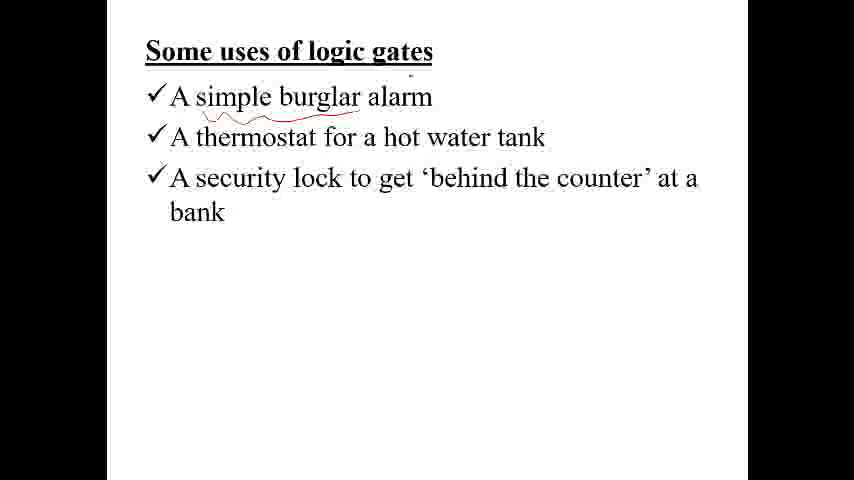 Some uses of logic gates
✓A simple burglar alarm
✓A thermostat for a hot water tank
✓A security lock to get ‘behind the counter’ at a
bank